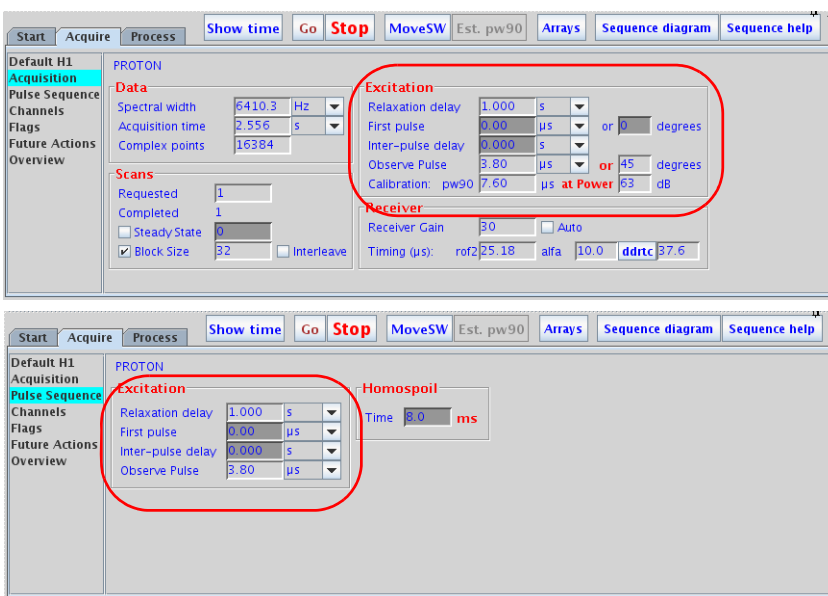 Start Acquire Process Show time Go Stop MoveSW Est. pw90 Arrays Sequence diagram Sequence help
Default H1
Acquisition
Pulse Sequence
Channels
Flags
Future Actions
Overview
PROTON
Data
Spectral width 6410.3 Hz
Acquisition time 2.556 s
Complex points 16384
Scans
Requested 1
Completed 1
Steady State 0
Block Size 32 Interleave
Excitation
Relaxation delay 1.000 s
First pulse 0.00 µs or 0 degrees
Inter-pulse delay 0.000 s
Observe Pulse 3.80 µs or 45 degrees
Calibration: pw90 7.60 µs at Power 63 dB
Receiver
Receiver Gain 30 Auto
Timing (µs): rof2 25.18 alfa 10.0 ddrtc 37.6
Start Acquire Process Show time Go Stop MoveSW Est. pw90 Arrays Sequence diagram Sequence help
Default H1
Acquisition
Pulse Sequence
Channels
Flags
Future Actions
Overview
PROTON
Excitation
Relaxation delay 1.000 s
First pulse 0.00 µs
Inter-pulse delay 0.000 s
Observe Pulse 3.80 µs
Homospoil
Time 8.0 ms